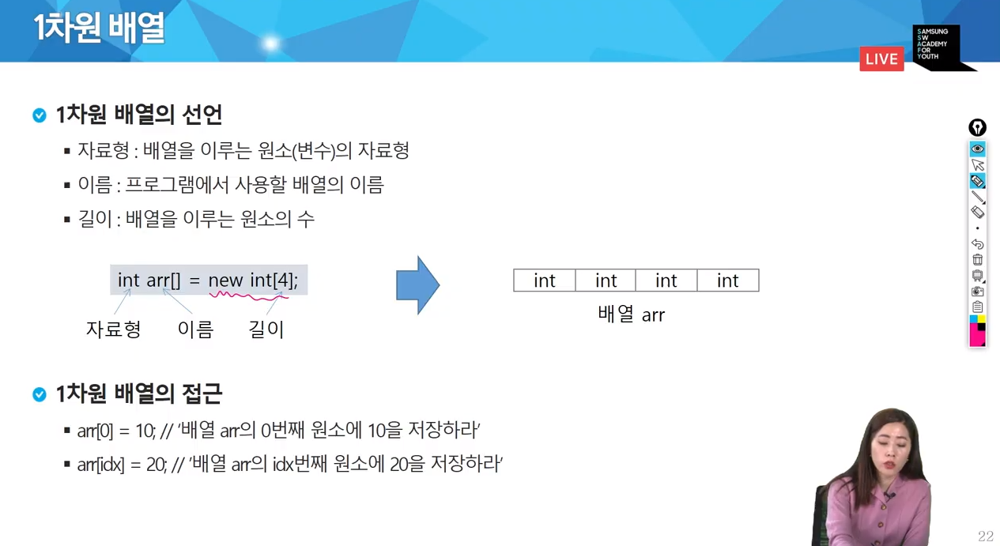 1차원 배열
LIVE
SAMSUNG
SW
ACADEMY
FOR
YOUTH
1차원 배열의 선언
▪ 자료형 : 배열을 이루는 원소(변수)의 자료형
▪ 이름 : 프로그램에서 사용할 배열의 이름
▪ 길이 : 배열을 이루는 원소의 수
int arr[] = new int[4];
int int int int
자료형 이름 길이
배열 arr
1차원 배열의 접근
▪ arr[0] = 10; // ‘배열 arr의 0번째 원소에 10을 저장하라’
▪ arr[idx] = 20; // ‘배열 arr의 idx번째 원소에 20을 저장하라’
22